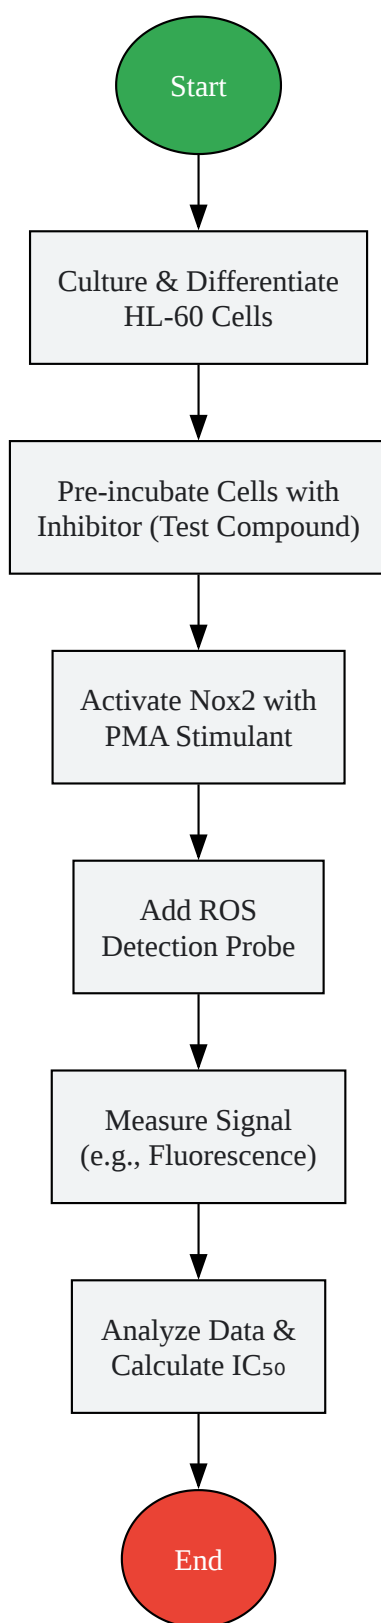 Start
Culture & Differentiate
HL-60 Cells
Pre-incubate Cells with
Inhibitor (Test Compound)
Activate Nox2 with
PMA Stimulant
Add ROS
Detection Probe
Measure Signal
(e.g., Fluorescence)
Analyze Data &
Calculate IC₅₀
End